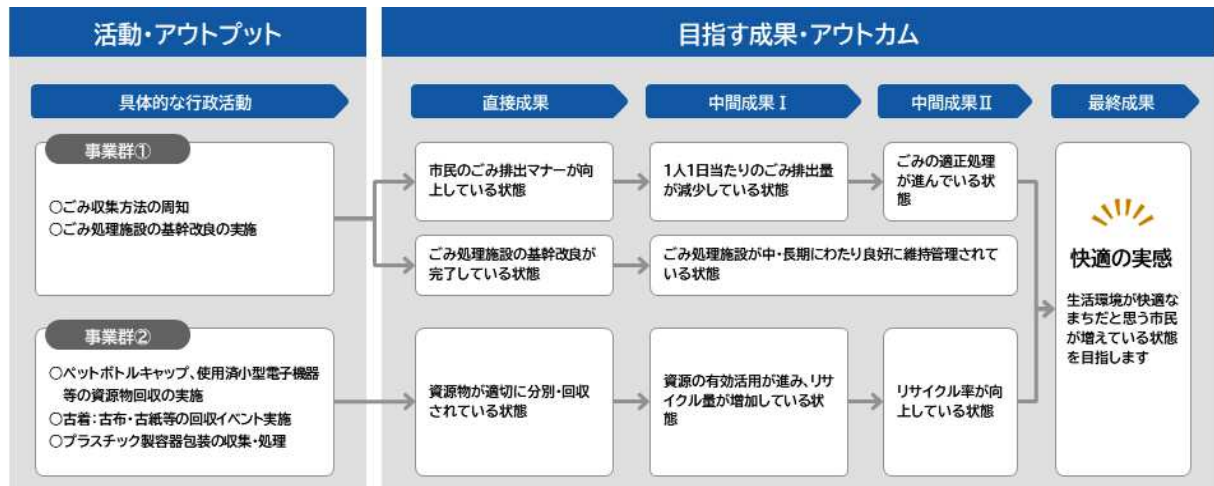 活動・アウトプット
目指す成果・アウトカム
具体的な行政活動
直接成果
中間成果Ⅰ
中間成果Ⅱ
最終成果
事業群①
○ごみ収集方法の周知
○ごみ処理施設の基幹改良の実施
市民のごみ排出マナーが向
上している状態
1人1日当たりのごみ排出量
が減少している状態
ごみの適正処理
が進んでいる状
態
ごみ処理施設の基幹改良が
完了している状態
ごみ処理施設が中・長期にわたり良好に維持管理されて
いる状態
事業群②
○ペットボトルキャップ、使用済小型電子機器
等の資源物回収の実施
○古着:古布・古紙等の回収イベント実施
○プラスチック製容器包装の収集・処理
資源物が適切に分別・回収
されている状態
資源の有効活用が進み、リサ
イクル量が増加している状
態
リサイクル率が向
上している状態
快適の実感
生活環境が快適な
まちだと思う市民
が増えている状態
を目指します